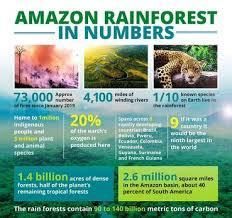 AMAZON RAINFOREST
IN NUMBERS
73,000
Approx
number
of fires since January 2019
4,100
miles
of winding rivers
1/10
known species
on Earth live in
the rainforest
Home to 1 million
indigenous
people and
3 million plant
and animal
species
20%
of the earth's
oxygen is
produced here
Spans across 8
rapidly developing
countries: Brazil,
Bolivia, Peru,
Ecuador, Colombia,
Venezuela,
Guyana, Suriname
and French Guiana
9
If it was a
country it
would be the
ninth largest in
the world
1.4 billion
acres of dense
forests, half of the planet's
remaining tropical forests
2.6 million
square miles
in the Amazon basin, about 40
percent of South America
The rain forests contain 90 to 140 billion metric tons of carbon